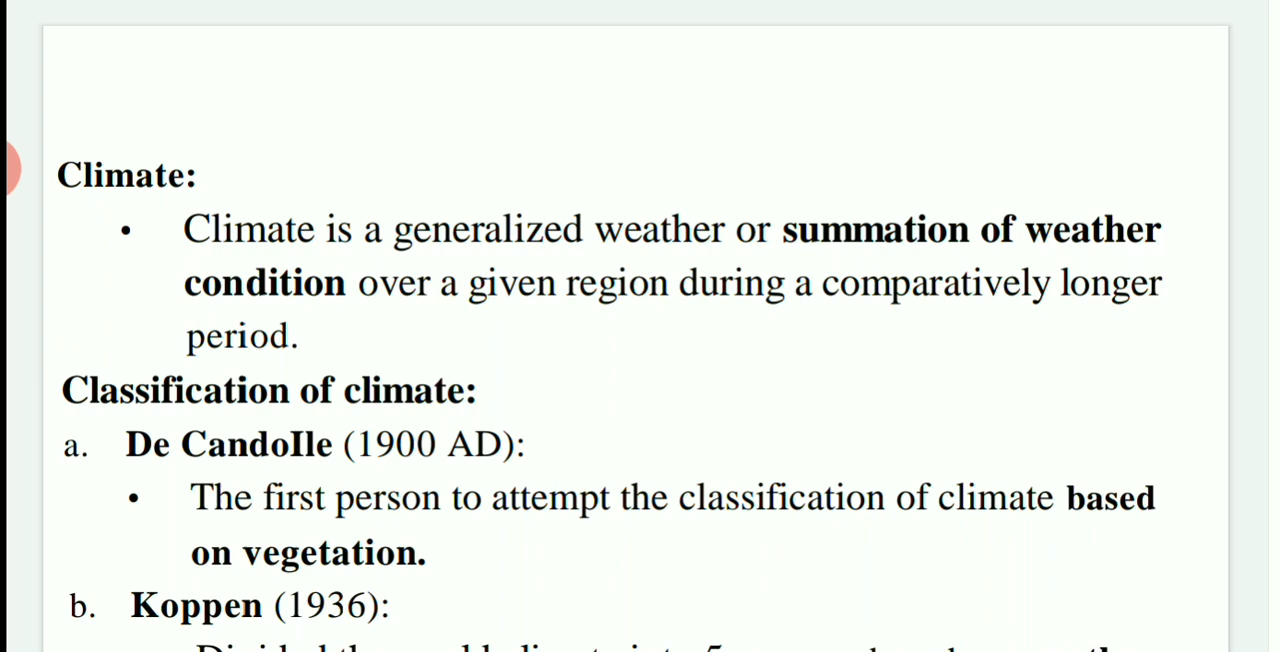 Climate:
• Climate is a generalized weather or summation of weather
condition over a given region during a comparatively longer
period.
Classification of climate:
a. De CandoIle (1900 AD):
• The first person to attempt the classification of climate based
on vegetation.
b. Koppen (1936):